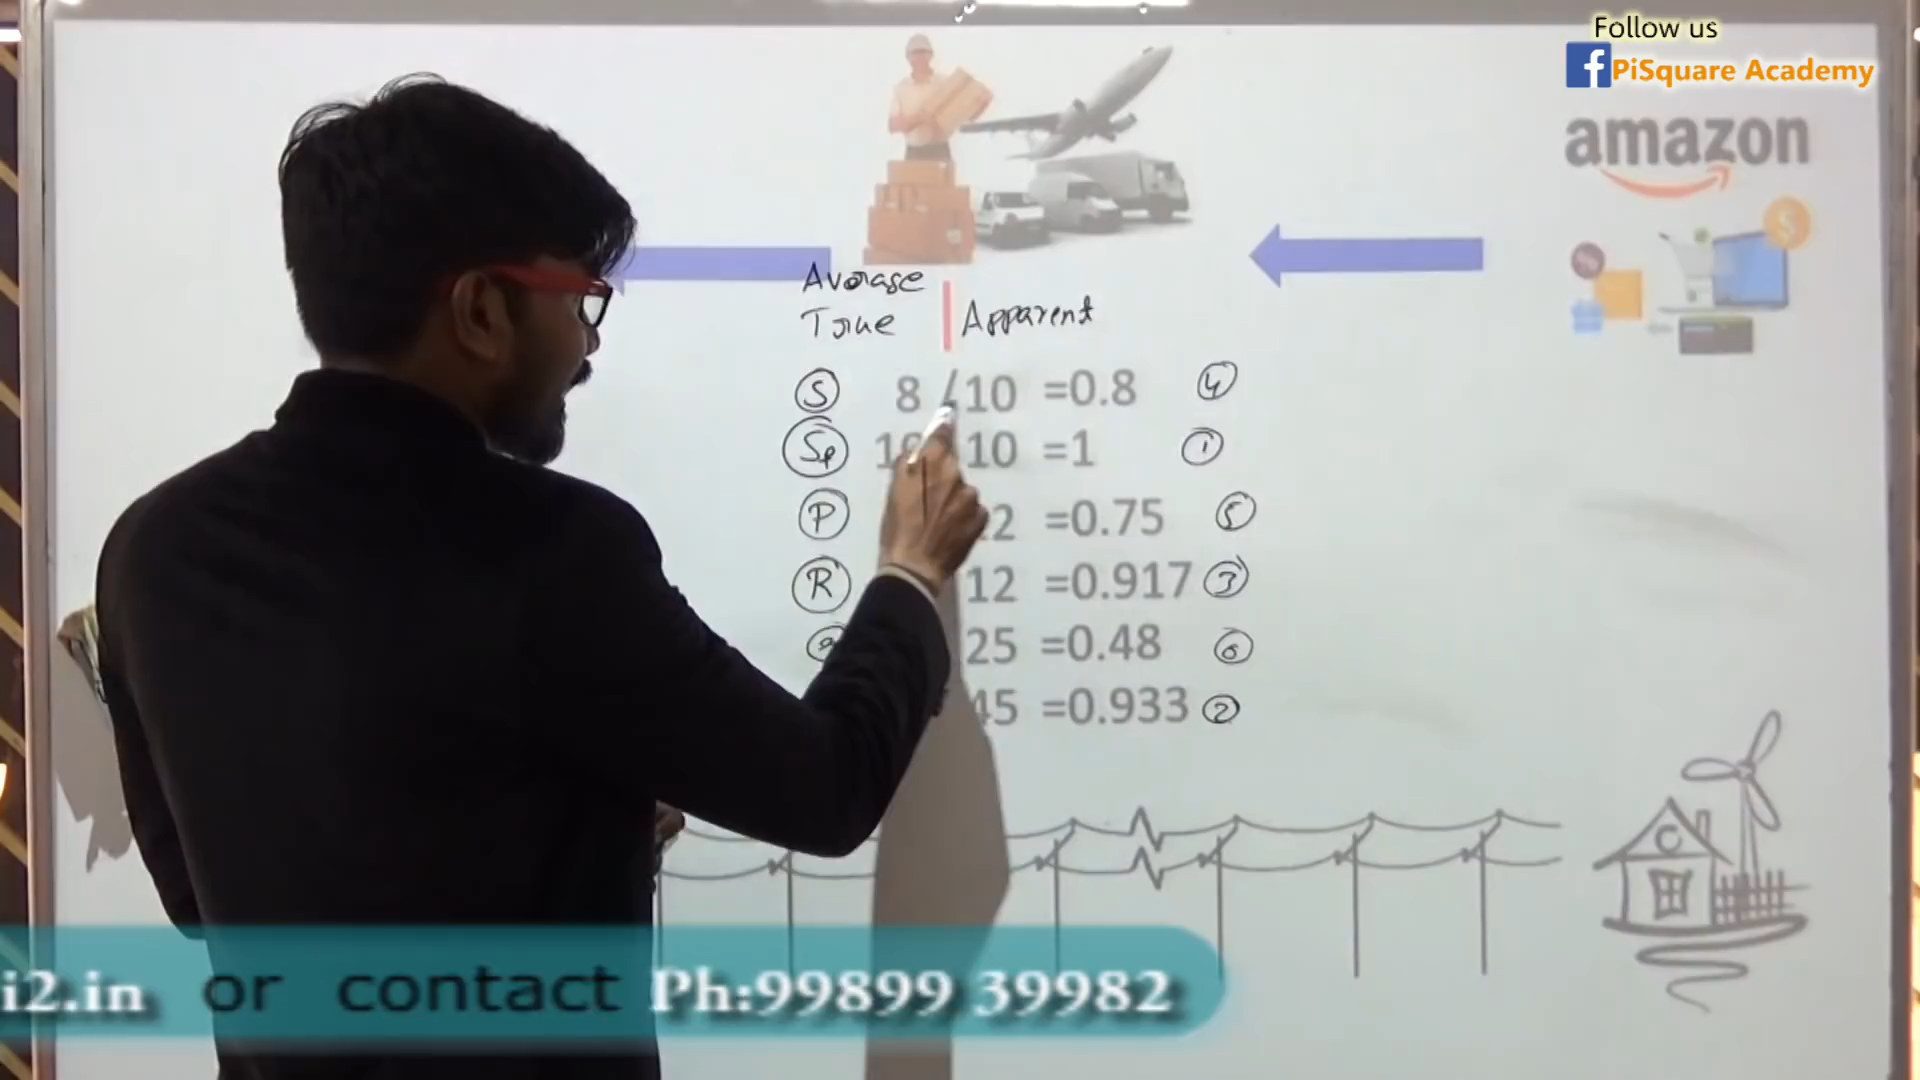 Follow us
PiSquare Academy
amazon
Average
True | Apparent
S 8 /10 =0.8 4
Sp 10 10 =1 1
P =0.75 5
R 12 =0.917 3
25 =0.48 6
45 =0.933 2
i2.in or contact Ph:99899 39982